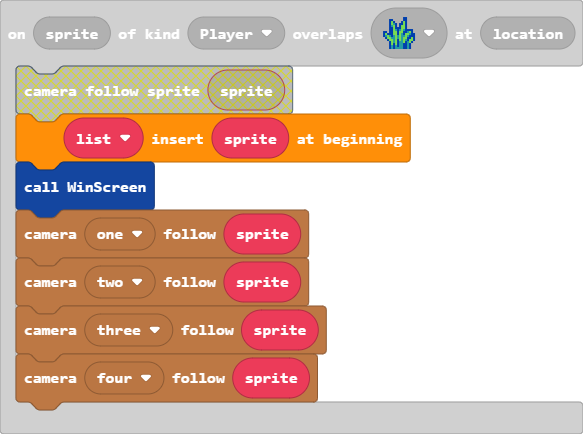 on sprite of kind Player overlaps at location
camera follow sprite sprite
list insert sprite at beginning
call WinScreen
camera one follow sprite
camera two follow sprite
camera three follow sprite
camera four follow sprite